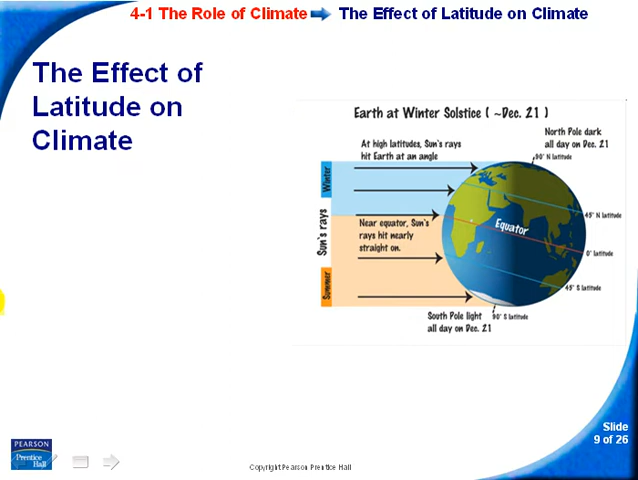 4-1 The Role of Climate The Effect of Latitude on Climate
The Effect of
Latitude on
Climate
Earth at Winter Solstice ( ~Dec. 21 )
North Pole dark
all day on Dec. 21
90° N latitude
At high latitudes, Sun's rays
hit Earth at an angle
Winter
45° N latitude
Sun's rays
Near equator, Sun's
rays hit nearly
straight on.
Equator
0° latitude
Summer
45° S latitude
South Pole light
all day on Dec. 21
90° S latitude
Slide
9 of 26
PEARSON
Prentice
Hall
Copyright Pearson Prentice Hall